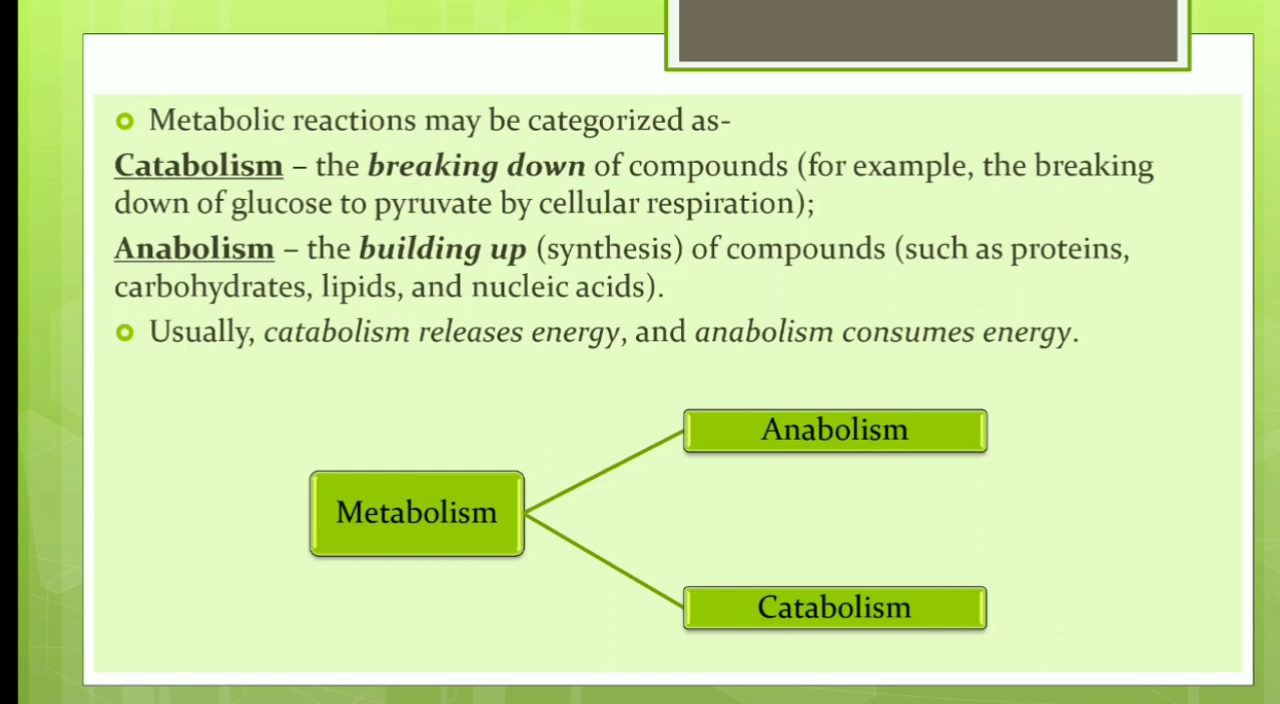 Metabolic reactions may be categorized as-
Catabolism – the breaking down of compounds (for example, the breaking
down of glucose to pyruvate by cellular respiration);
Anabolism – the building up (synthesis) of compounds (such as proteins,
carbohydrates, lipids, and nucleic acids).
Usually, catabolism releases energy, and anabolism consumes energy.
Anabolism
Metabolism
Catabolism